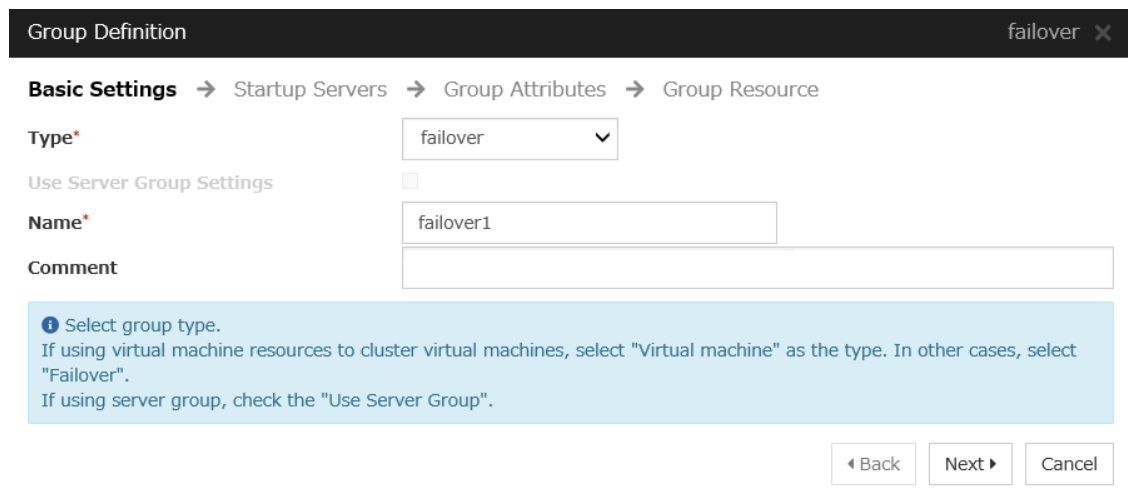 Group Definition failover
Basic Settings → Startup Servers → Group Attributes → Group Resource
Type* failover
Use Server Group Settings
Name* failover1
Comment
Select group type.
If using virtual machine resources to cluster virtual machines, select "Virtual machine" as the type. In other cases, select
"Failover".
If using server group, check the "Use Server Group".
Back Next Cancel